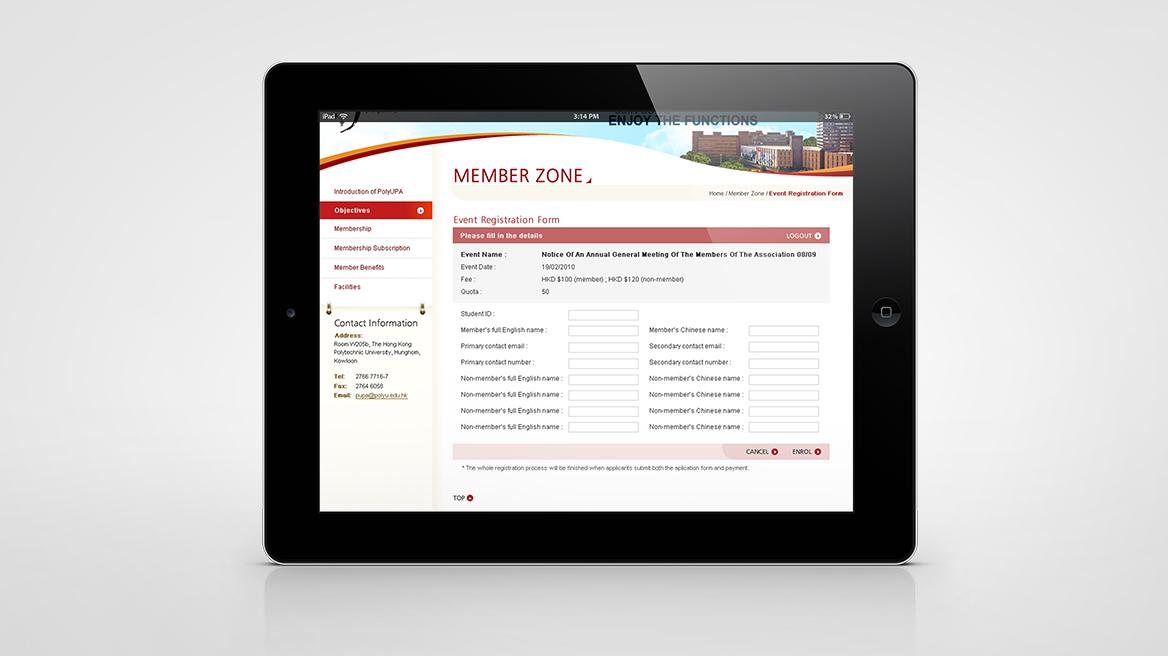 iPad
3:14 PM
32%
ENJOY THE FUNCTIONS
MEMBER ZONE
Home / Member Zone / Event Registration Form
Introduction of PolyUPA
Objectives
Membership
Membership Subscription
Member Benefits
Facilities
Contact Information
Address:
Room W205b, The Hong Kong
Polytechnic University, Hunghom,
Kowloon
Tel: 2766 7716-7
Fax: 2764 6058
Email: pupa@polyu.edu.hk
Event Registration Form
Please fill in the details
LOGOUT
Event Name : Notice Of An Annual General Meeting Of The Members Of The Association 08/09
Event Date : 19/02/2010
Fee : HKD $100 (member) ; HKD $120 (non-member)
Quota : 50
Student ID :
Member's full English name : Member's Chinese name :
Primary contact email : Secondary contact email :
Primary contact number : Secondary contact number :
Non-member's full English name : Non-member's Chinese name :
Non-member's full English name : Non-member's Chinese name :
Non-member's full English name : Non-member's Chinese name :
Non-member's full English name : Non-member's Chinese name :
CANCEL ENROL
* The whole registration process will be finished when applicants submit both the aplication form and payment.
TOP